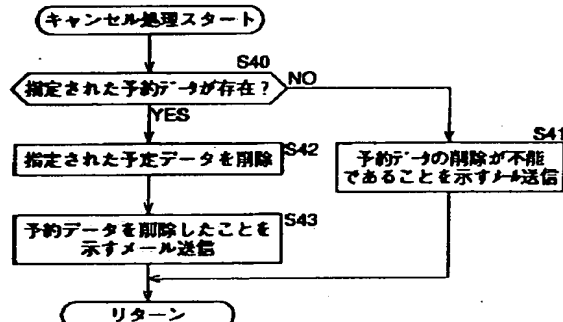 キャンセル処理スタート
S40
指定された予約データが存在?
NO
YES
S41
指定された予定データを削除
S42
予約データの削除が不能
であることを示すメール送信
S43
予約データを削除したことを
示すメール送信
リターン